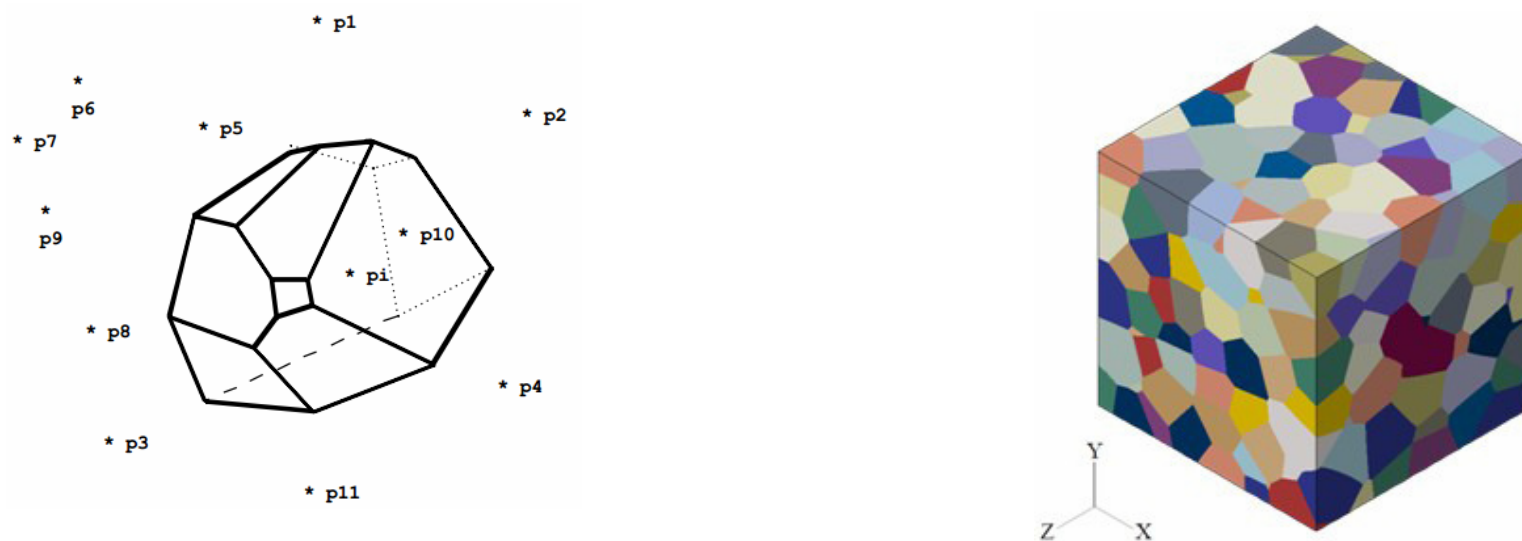 * p1
*
p6
* p2
* p5
* p7
*
p9
* p10
* pi
* p8
* p4
* p3
* p11
Y
Z
X